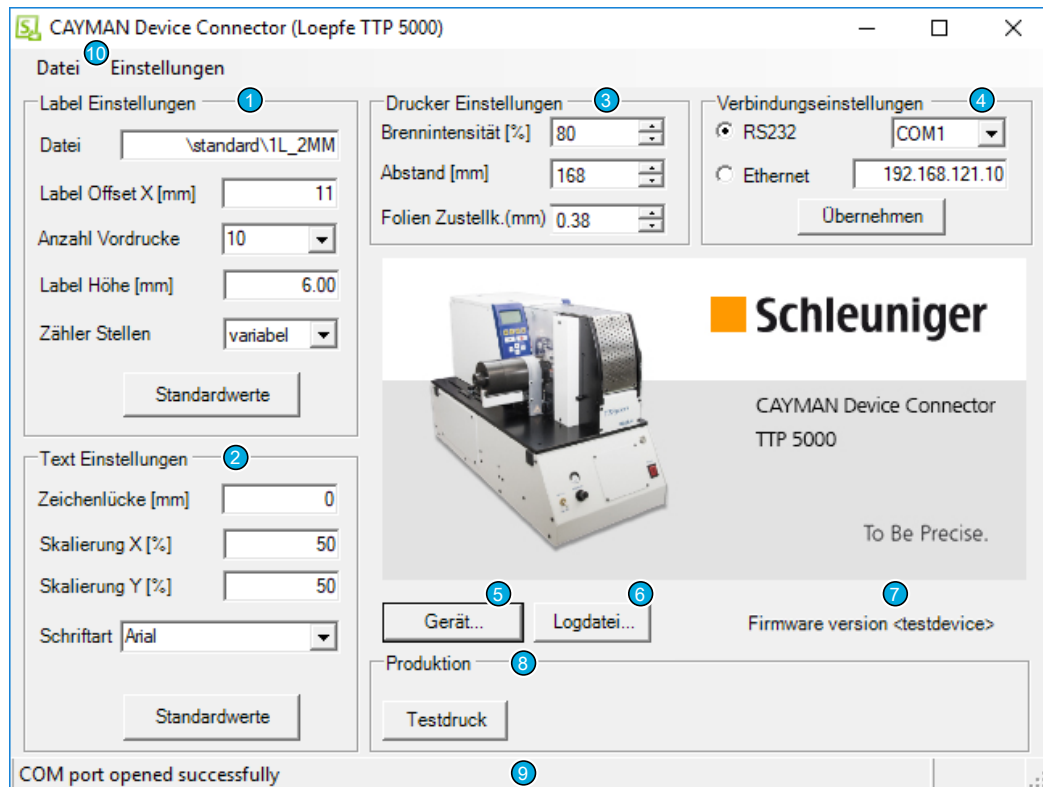 CAYMAN Device Connector (Loepfe TTP 5000)
Datei 10 Einstellungen
Label Einstellungen 1
Datei \standard\1L_2MM
Label Offset X [mm] 11
Anzahl Vordrucke 10
Label Höhe [mm] 6.00
Zähler Stellen variabel
Standardwerte
Text Einstellungen 2
Zeichenlücke [mm] 0
Skalierung X [%] 50
Skalierung Y [%] 50
Schriftart Arial
Standardwerte
Drucker Einstellungen 3
Brennintensität [%] 80
Abstand [mm] 168
Folien Zustellk.(mm) 0.38
Verbindungseinstellungen 4
RS232 COM1
Ethernet 192.168.121.10
Übernehmen
Schleuniger
CAYMAN Device Connector
TTP 5000
To Be Precise.
5 6 7
Gerät... Logdatei... Firmware version <testdevice>
Produktion 8
Testdruck
COM port opened successfully 9